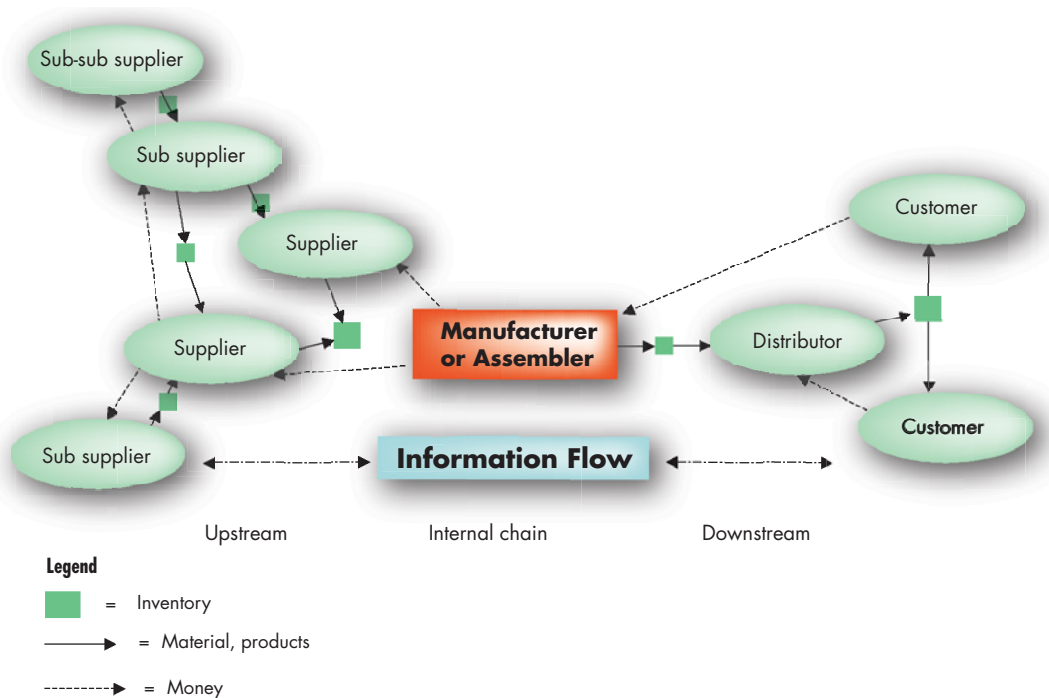 Sub-sub supplier
Sub supplier
Supplier
Customer
Manufacturer
or Assembler
Distributor
Supplier
Customer
Sub supplier
Information Flow
Upstream
Internal chain
Downstream
Legend
= Inventory
= Material, products
= Money